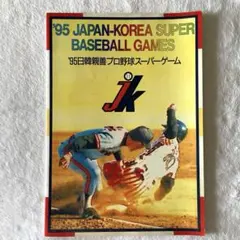 '95 JAPAN-KOREA SUPER
BASEBALL GAMES
'95日韓親善プロ野球スーパーゲーム
jk